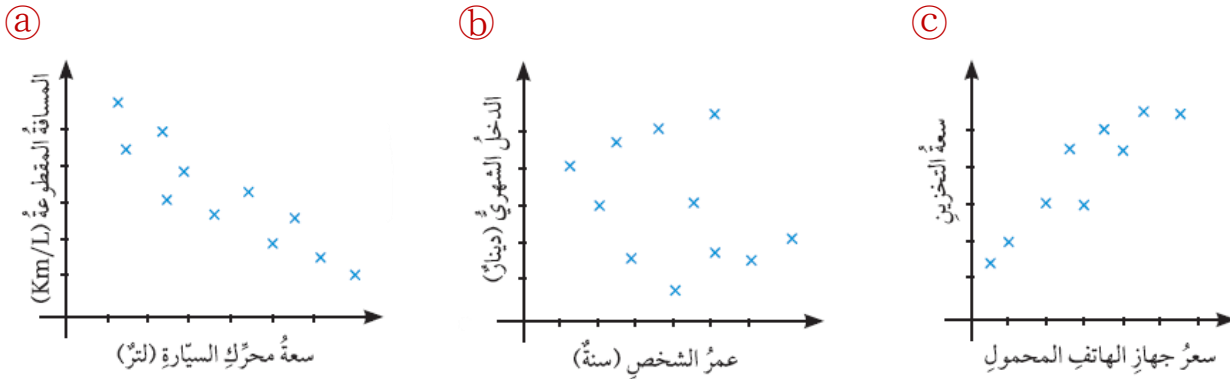 ⓐ
المسافةُ المقطوعةُ (Km/L)
سعةُ محرِّكِ السيّارةِ (لترٌ)
ⓑ
الدخلُ الشهريُّ (دينارٌ)
عمرُ الشخصِ (سنةٌ)
ⓒ
سعةُ التخزينِ
سعرُ جهازِ الهاتفِ المحمولِ